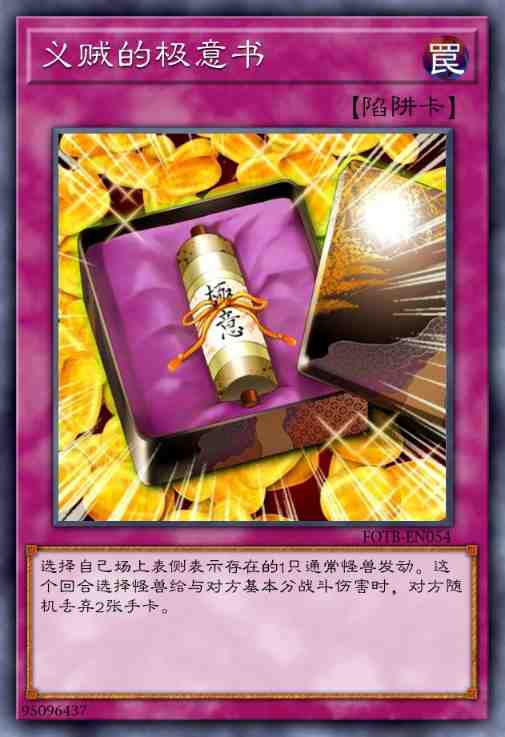 义贼的极意书
罠
【陷阱卡】
極意
FOTB-EN054
选择自己场上表侧表示存在的1只通常怪兽发动。这
个回合选择怪兽给与对方基本分战斗伤害时，对方随
机丢弃2张手卡。
95096437